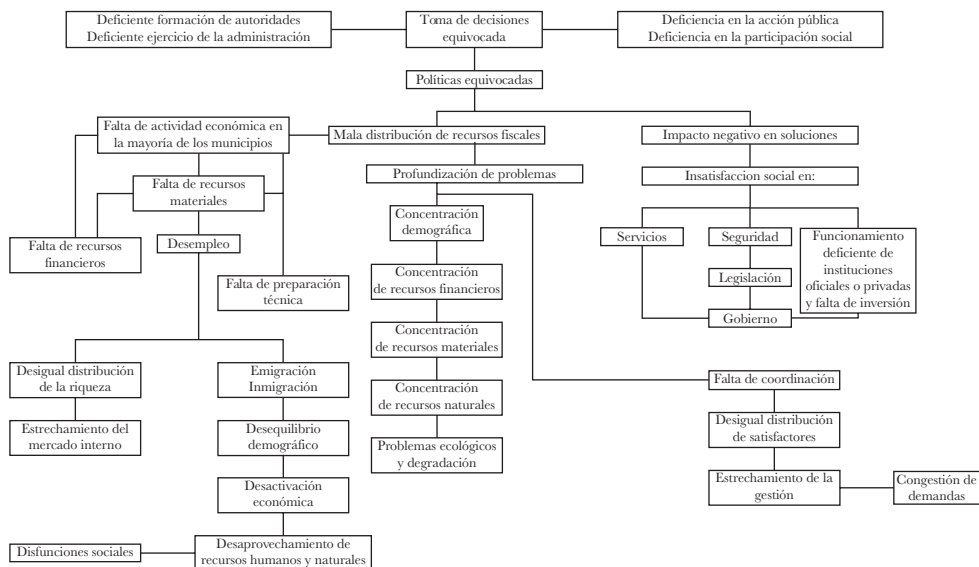 Deficiente formación de autoridades
Deficiente ejercicio de la administración
Toma de decisiones
equivocada
Deficiencia en la acción pública
Deficiencia en la participación social
Políticas equivocadas
Falta de actividad económica en
la mayoría de los municipios
Mala distribución de recursos fiscales
Impacto negativo en soluciones
Profundización de problemas
Insatisfaccion social en:
Falta de recursos
materiales
Falta de recursos
financieros
Desempleo
Falta de preparación
técnica
Concentración
demográfica
Concentración
de recursos financieros
Concentración
de recursos materiales
Concentración
de recursos naturales
Problemas ecológicos
y degradación
Servicios
Seguridad
Legislación
Gobierno
Funcionamiento
deficiente de
instituciones
oficiales o privadas
y falta de inversión
Desigual distribución
de la riqueza
Estrechamiento del
mercado interno
Emigración
Inmigración
Desequilibrio
demográfico
Desactivación
económica
Desaprovechamiento de
recursos humanos y naturales
Disfunciones sociales
Falta de coordinación
Desigual distribución
de satisfactores
Estrechamiento de la
gestión
Congestión de
demandas